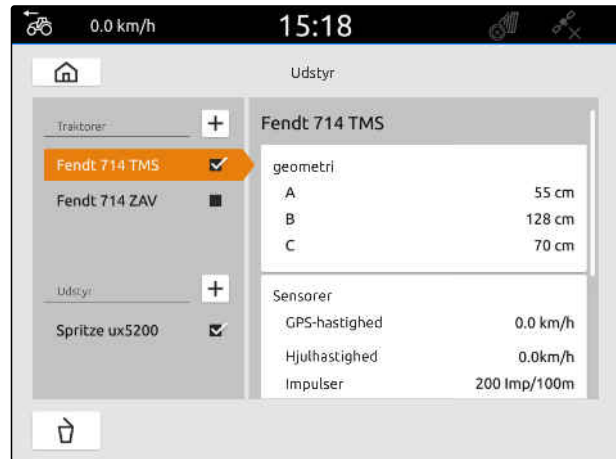 0.0 km/h 15:18
Udstyr
Traktorer +
Fendt 714 TMS
Fendt 714 ZAV
Udstyr +
Spritze ux5200
Fendt 714 TMS
geometri
A 55 cm
B 128 cm
C 70 cm
Sensorer
GPS-hastighed 0.0 km/h
Hjulhastighed 0.0km/h
Impulser 200 Imp/100m